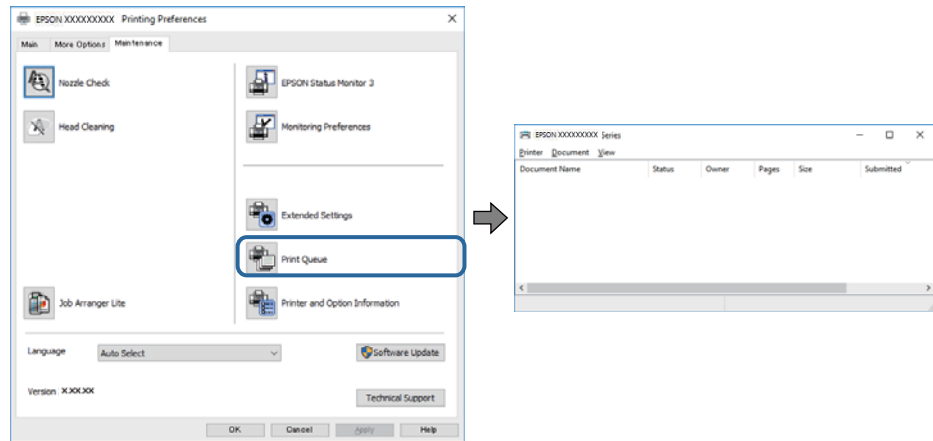 EPSON XXXXXXXXX Printing Preferences
Main More Options Maintenance
Nozzle Check
EPSON Status Monitor 3
Head Cleaning
Monitoring Preferences
Extended Settings
Print Queue
Job Arranger Lite
Printer and Option Information
Language Auto Select
Software Update
Version X.XX.XX
Technical Support
OK Cancel Apply Help
EPSON XXXXXXXXX Series
Printer Document View
Document Name Status Owner Pages Size Submitted